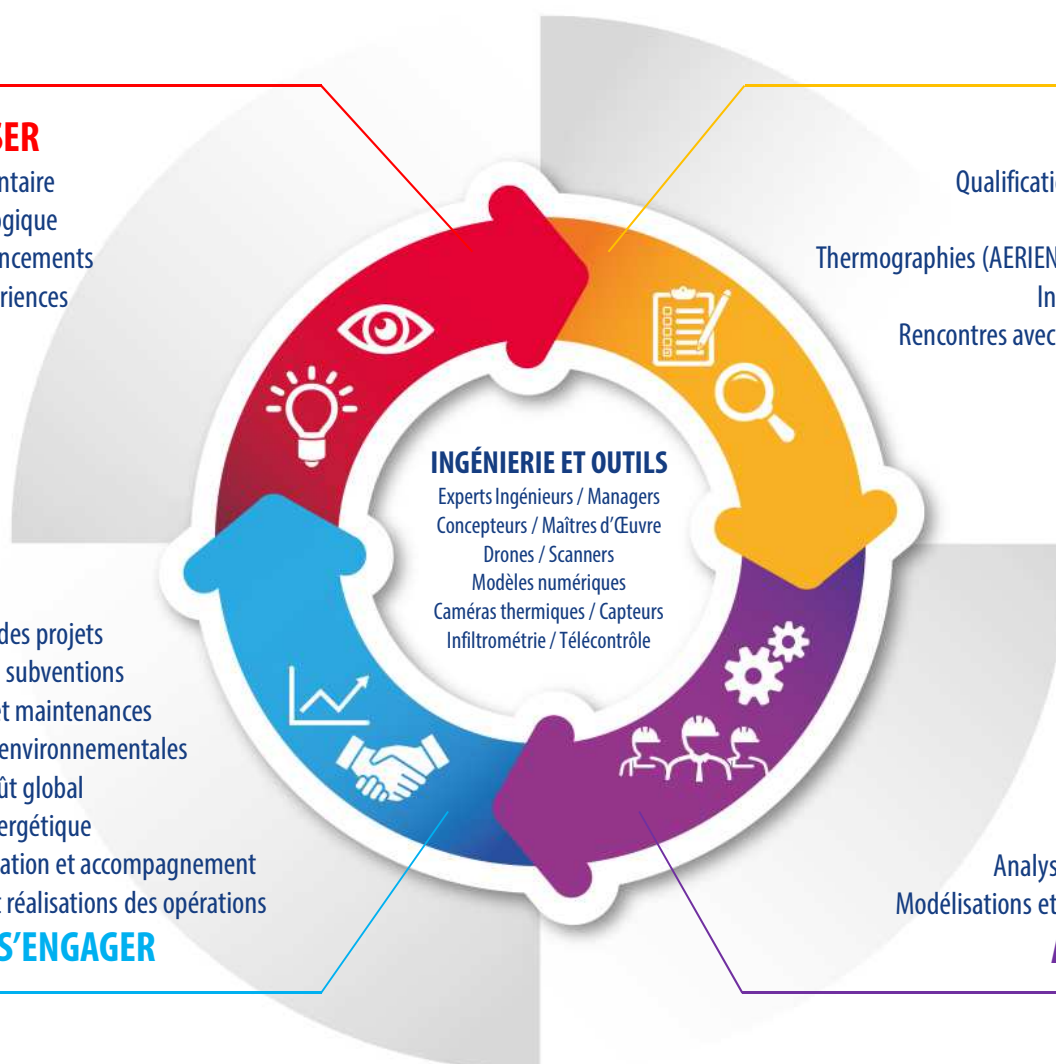 SER
ntaire
ogique
ncements
riences
Qualificatio
Thermographies (AERIEN
In
Rencontres avec
INGÉNIERIE ET OUTILS
Experts Ingénieurs / Managers
Concepteurs / Maîtres d’Œuvre
Drones / Scanners
Modèles numériques
Caméras thermiques / Capteurs
Infiltrométrie / Télécontrôle
des projets
subventions
et maintenances
environnementales
ût global
ergétique
ation et accompagnement
t réalisations des opérations
S’ENGAGER
Analys
Modélisations et